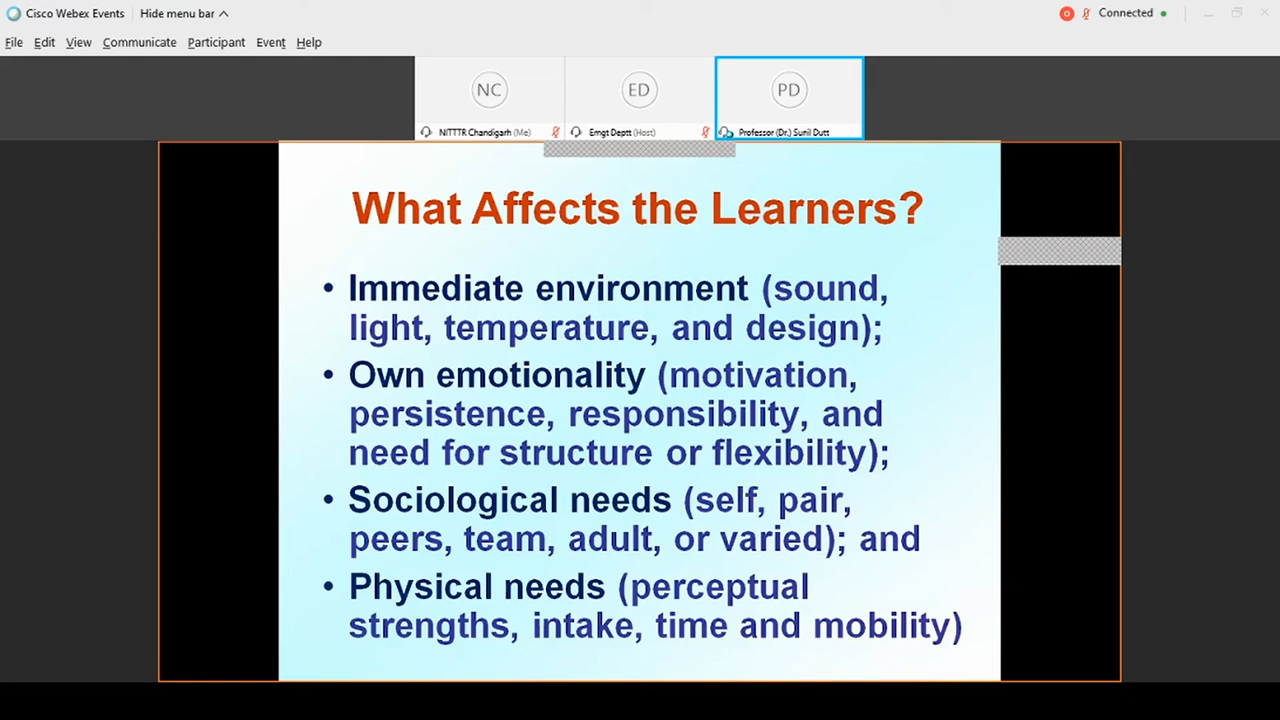 Cisco Webex Events
Hide menu bar
Connected
File Edit View Communicate Participant Event Help
NC
ED
PD
NITTTR Chandigarh (Me)
Emgt Deptt (Host)
Professor (Dr.) Sunil Dutt
What Affects the Learners?
• Immediate environment (sound,
light, temperature, and design);
• Own emotionality (motivation,
persistence, responsibility, and
need for structure or flexibility);
• Sociological needs (self, pair,
peers, team, adult, or varied); and
• Physical needs (perceptual
strengths, intake, time and mobility)